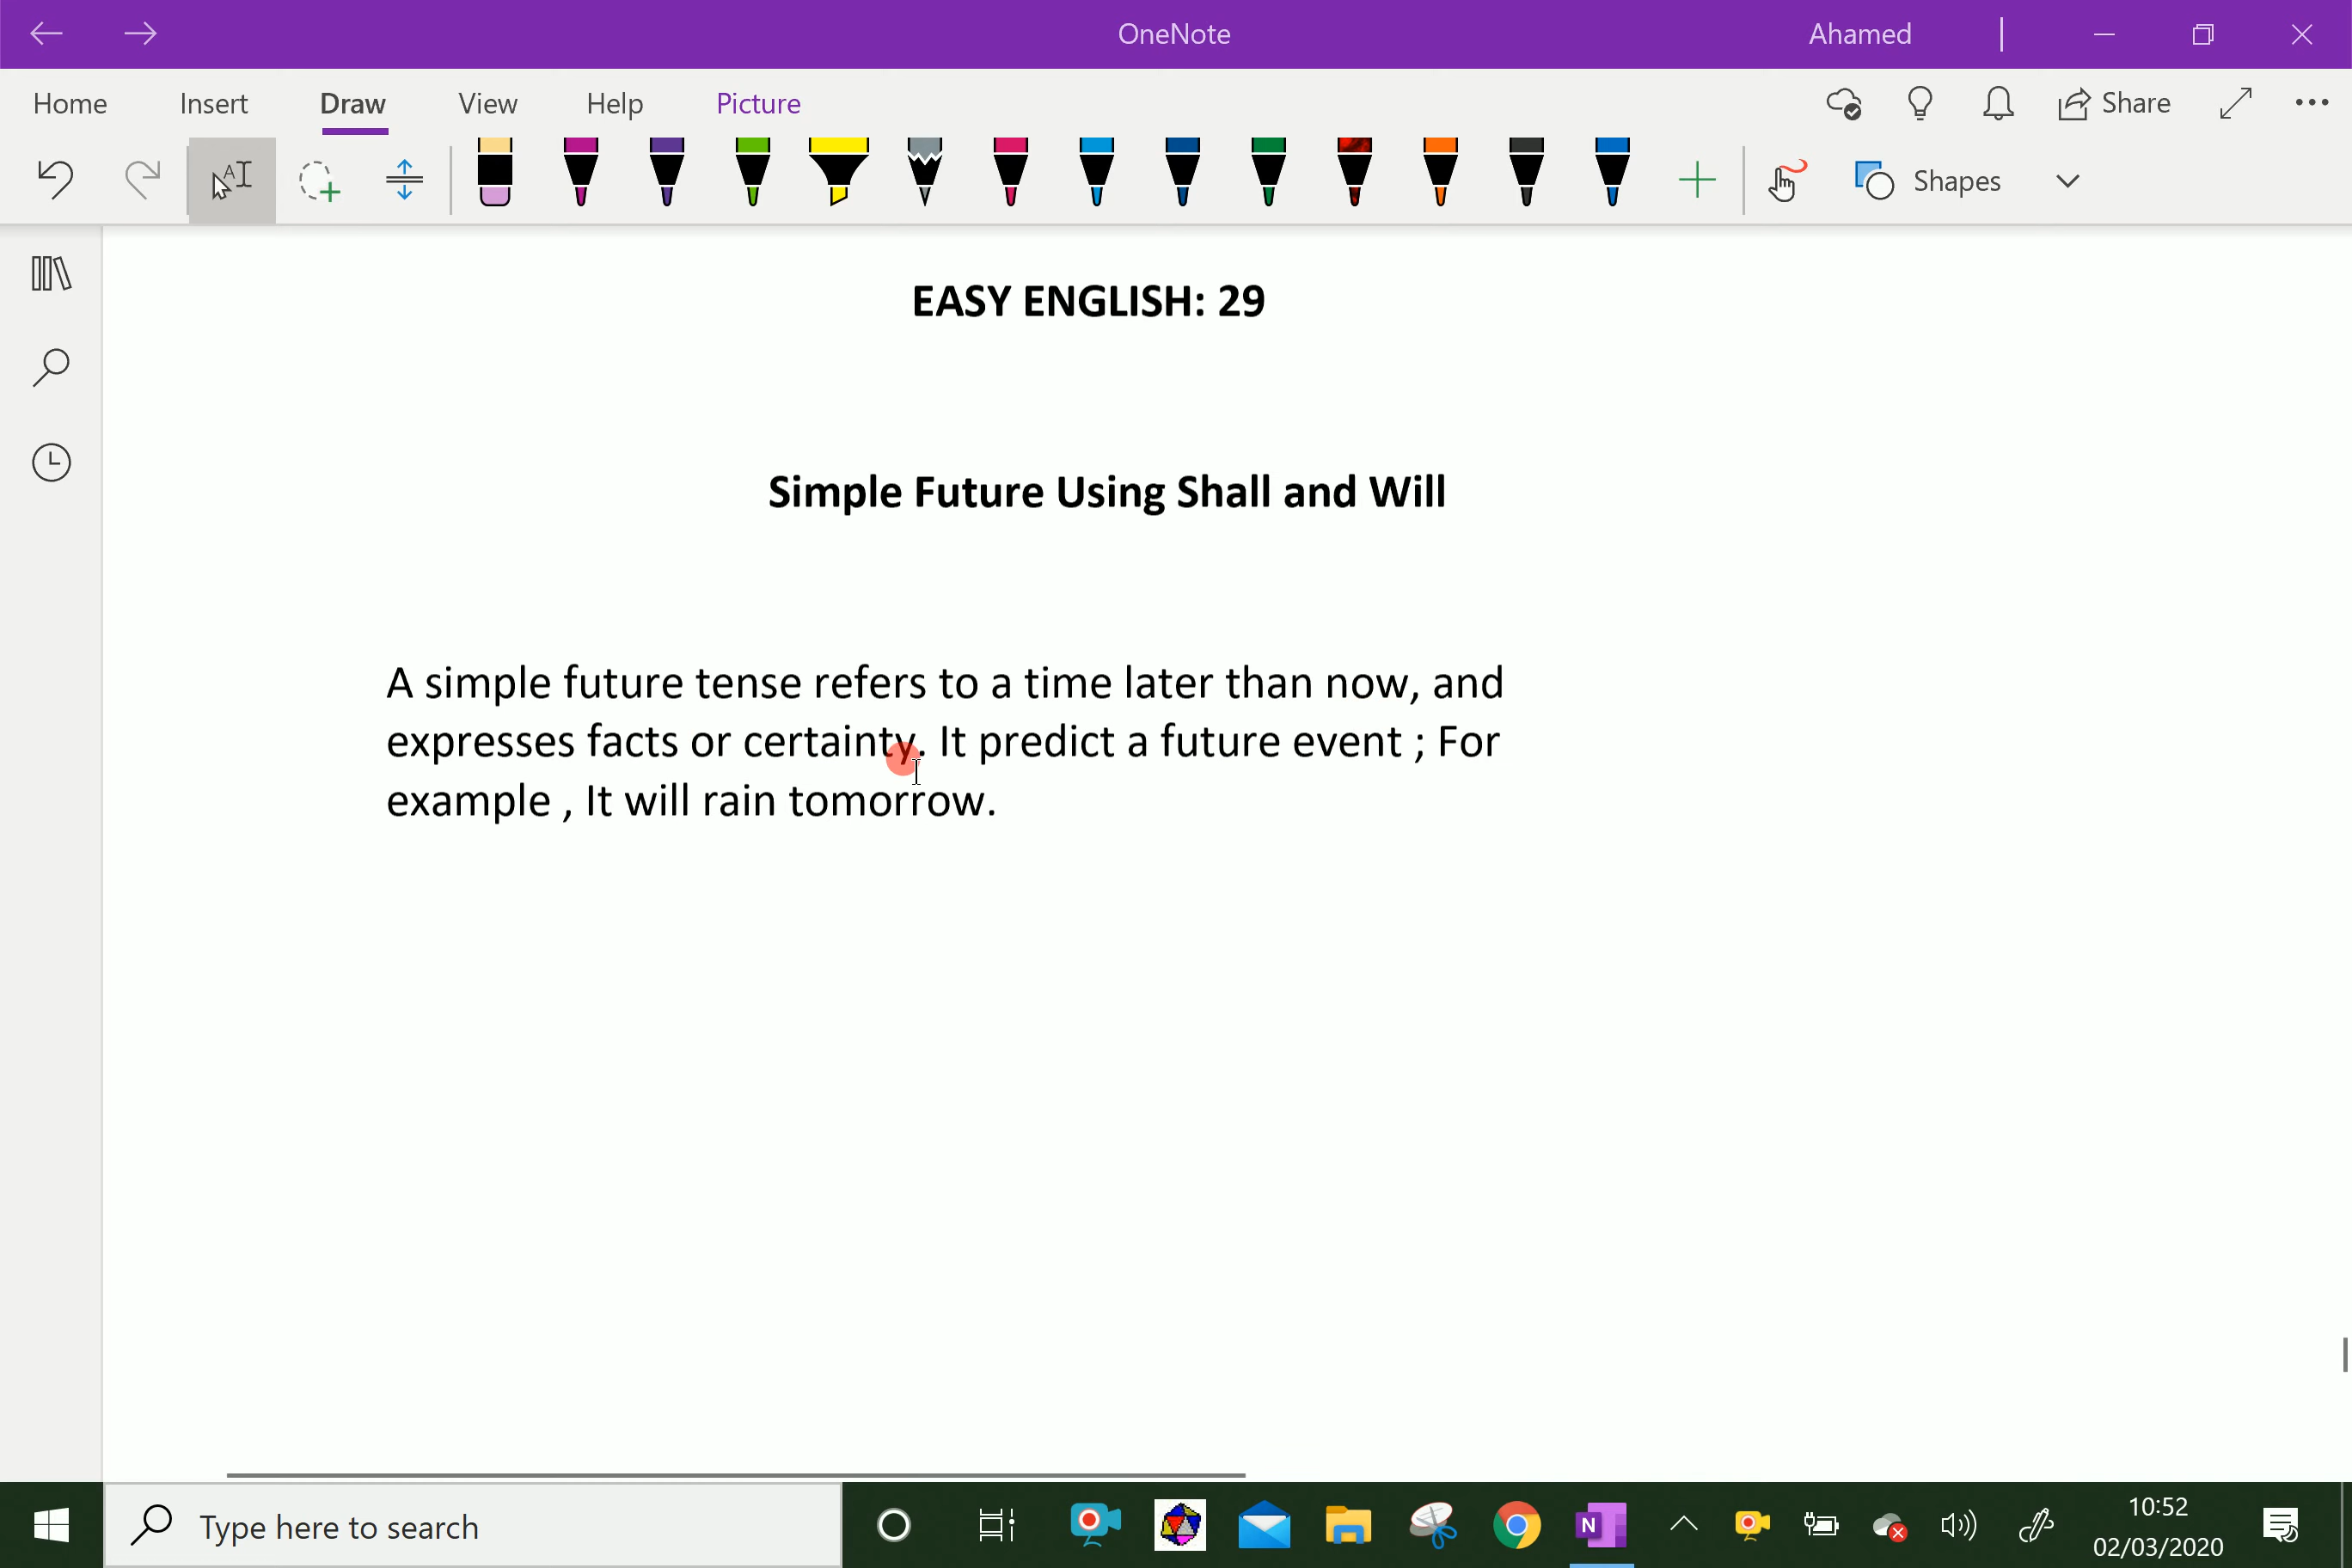 OneNote Ahamed
Home Insert Draw View Help Picture Share
Shapes
EASY ENGLISH: 29
Simple Future Using Shall and Will
A simple future tense refers to a time later than now, and
expresses facts or certainty. It predict a future event ; For
example , It will rain tomorrow.
Type here to search
10:52
02/03/2020